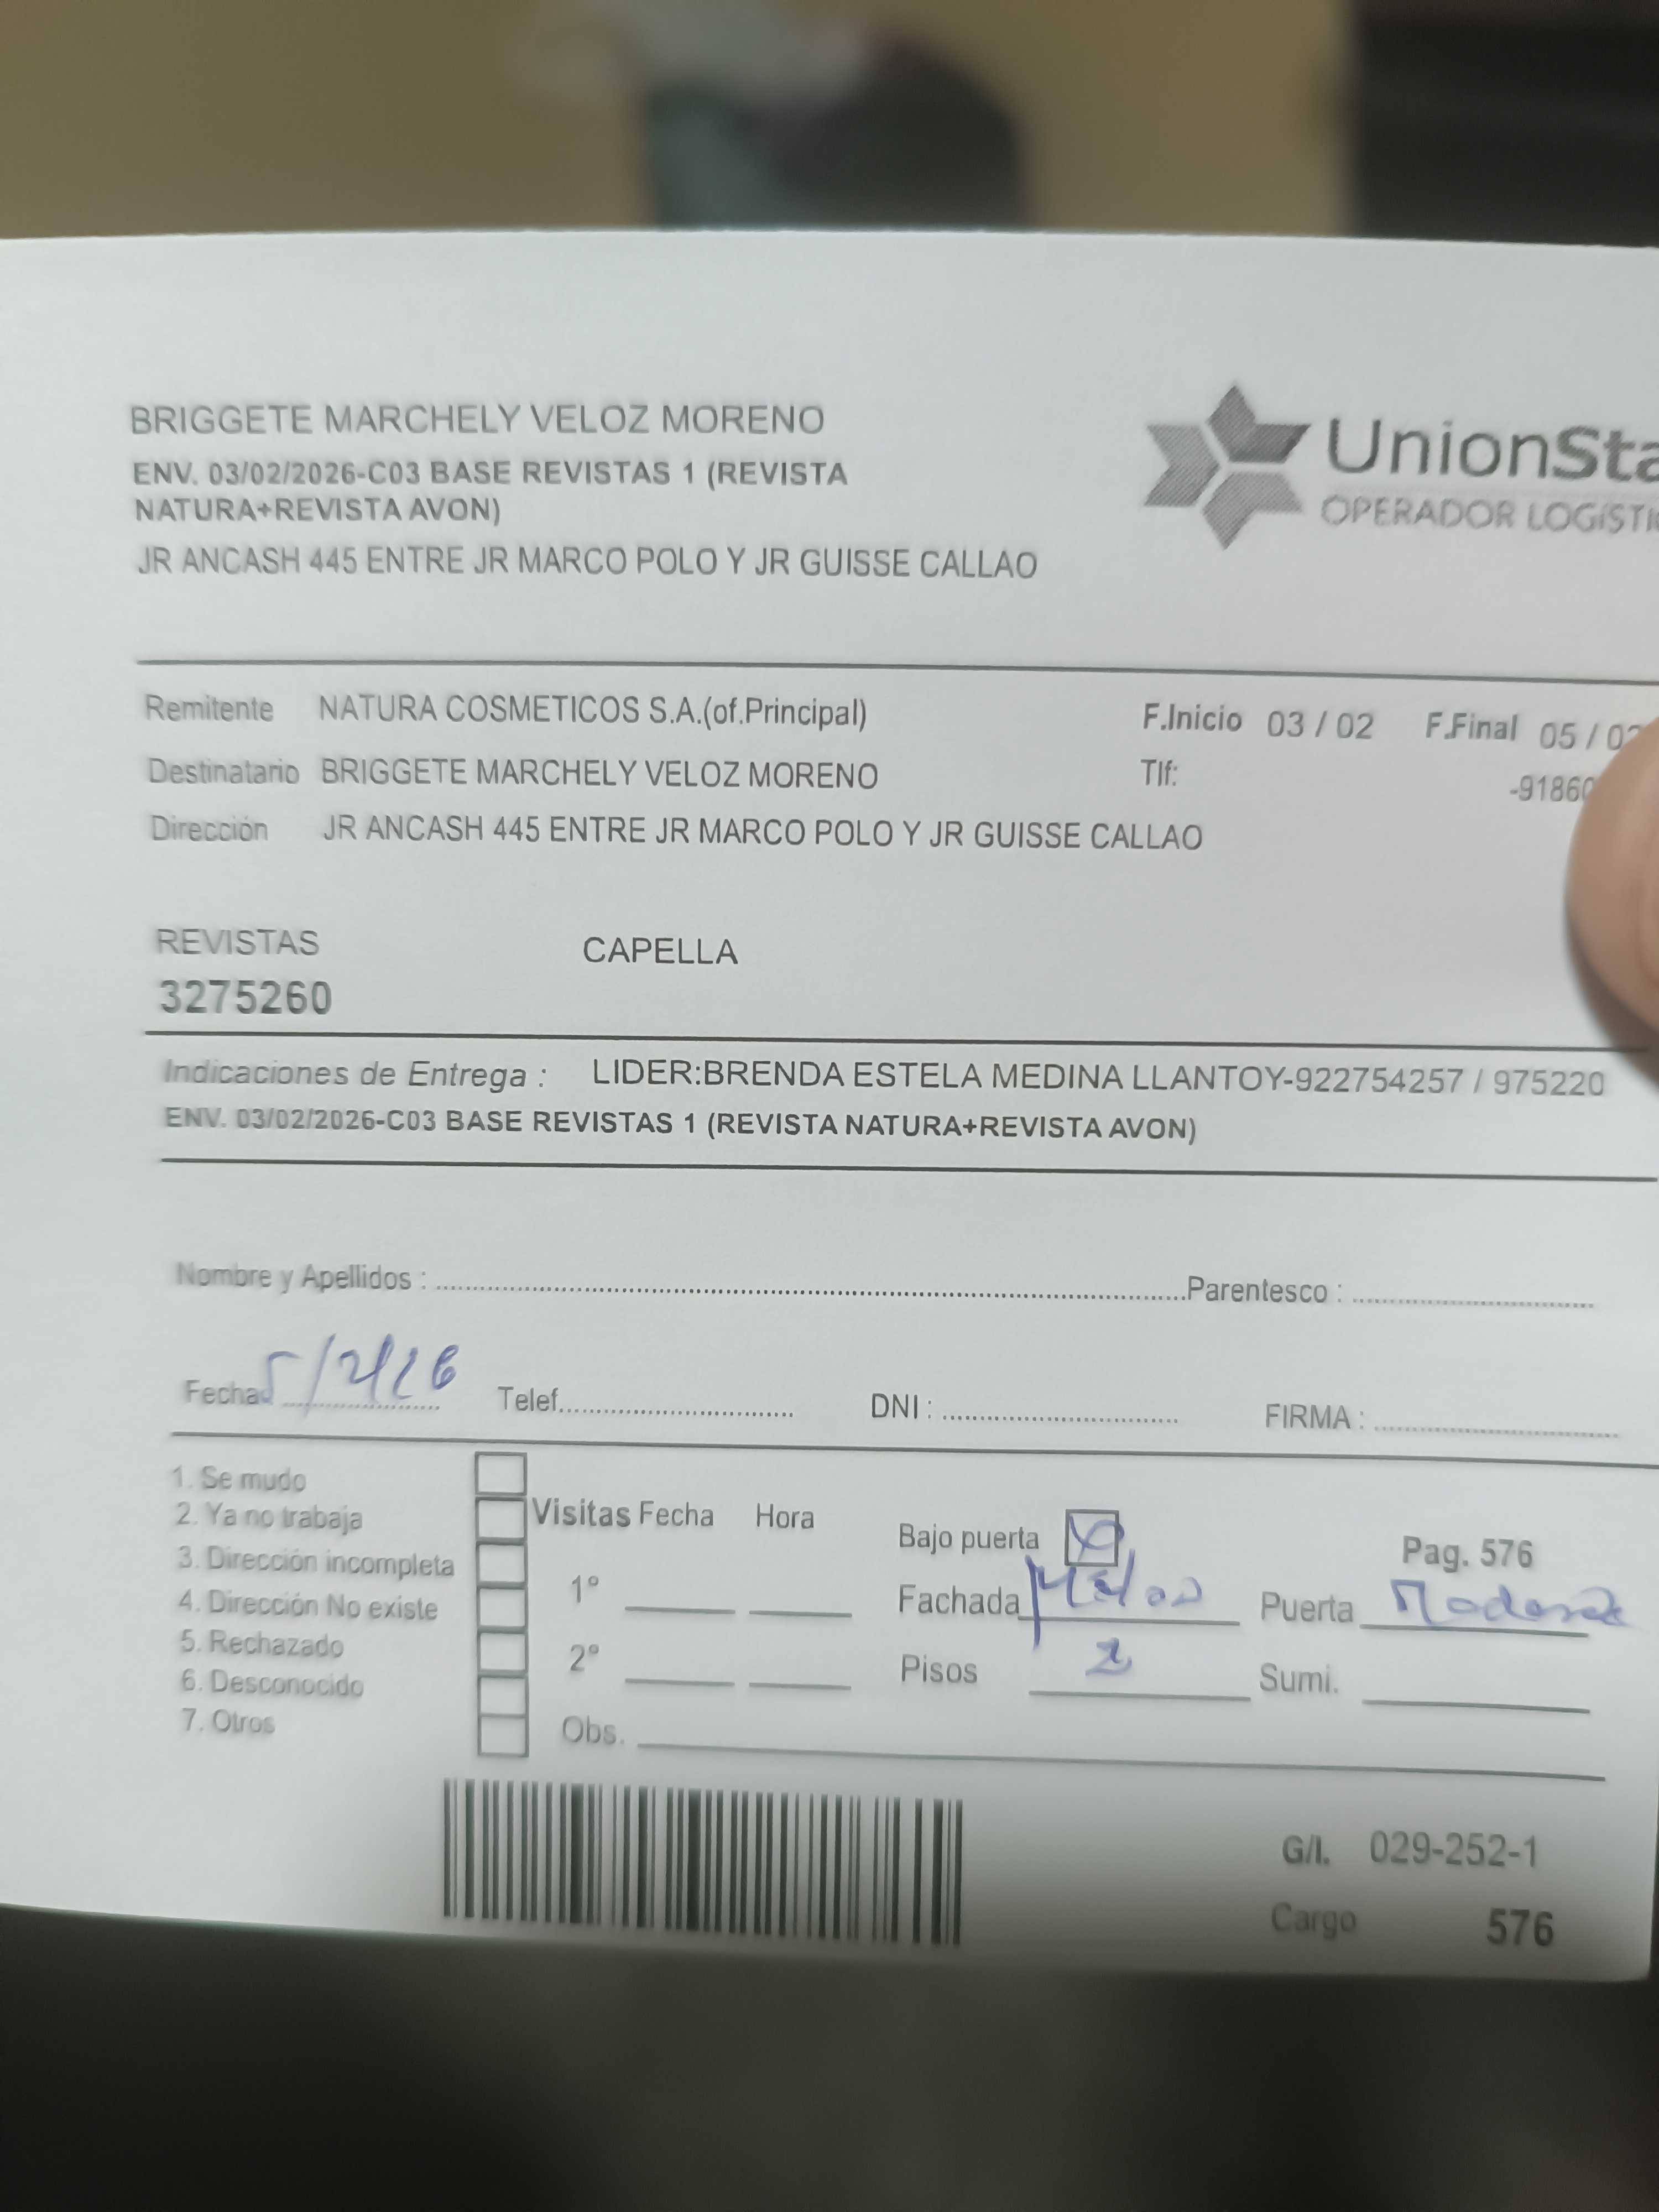 BRIGGETE MARCHELY VELOZ MORENO
ENV. 03/02/2026-C03 BASE REVISTAS 1 (REVISTA
NATURA+REVISTA AVON)
JR ANCASH 445 ENTRE JR MARCO POLO Y JR GUISSE CALLAO
UnionSta
OPERADOR LOGÍSTI
Remitente NATURA COSMETICOS S.A.(of.Principal) F.Inicio 03 / 02 F.Final 05 / 02
Destinatario BRIGGETE MARCHELY VELOZ MORENO Tlf: -91860
Dirección JR ANCASH 445 ENTRE JR MARCO POLO Y JR GUISSE CALLAO
REVISTAS CAPELLA
3275260
Indicaciones de Entrega : LIDER:BRENDA ESTELA MEDINA LLANTOY-922754257 / 975220
ENV. 03/02/2026-C03 BASE REVISTAS 1 (REVISTA NATURA+REVISTA AVON)
Nombre y Apellidos : Parentesco :
Fecha 5/2/26 Telef. DNI : FIRMA :
1. Se mudo
2. Ya no trabaja
3. Dirección incompleta
4. Dirección No existe
5. Rechazado
6. Desconocido
7. Otros
Visitas Fecha Hora
1°
2°
Obs.
Bajo puerta Pag. 576
Fachada Puerta
Pisos 2 Sumi.
G/I. 029-252-1
Cargo 576